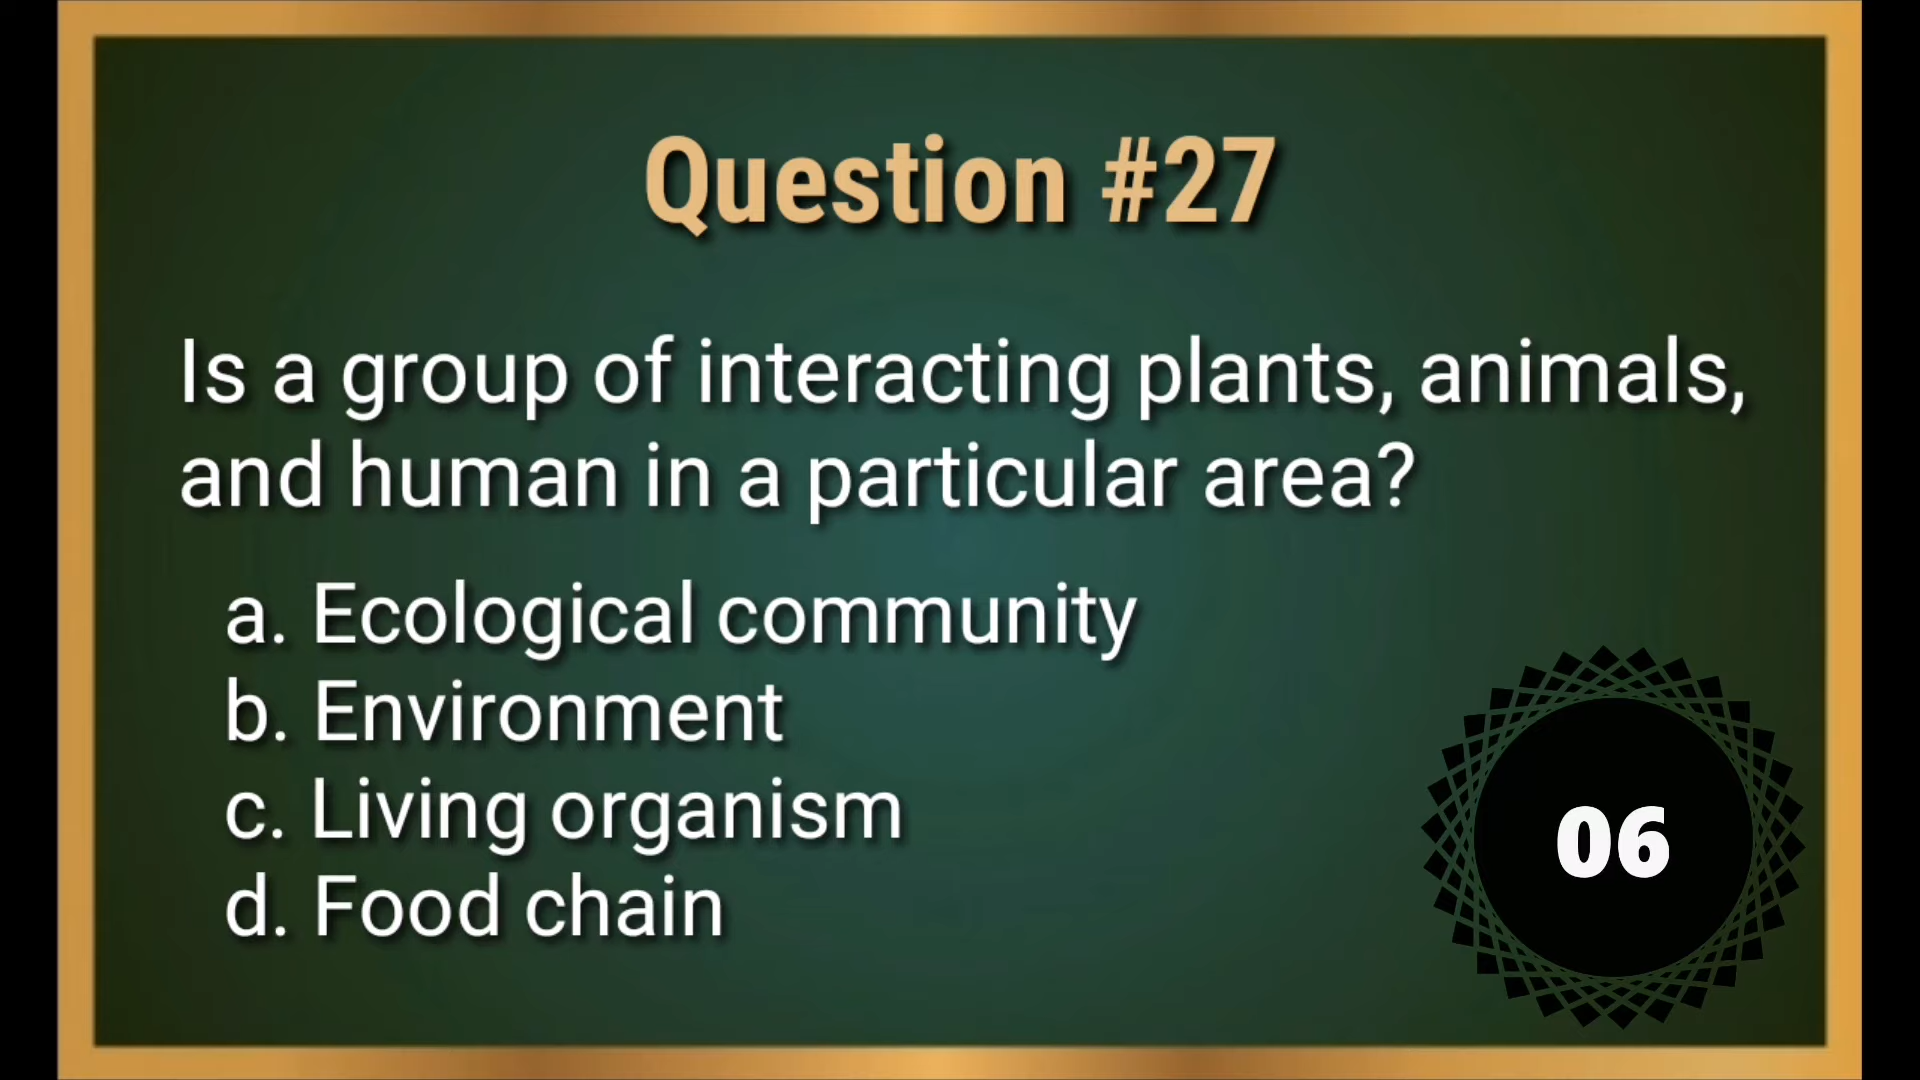 Question #27
Is a group of interacting plants, animals,
and human in a particular area?
a. Ecological community
b. Environment
c. Living organism
d. Food chain
06